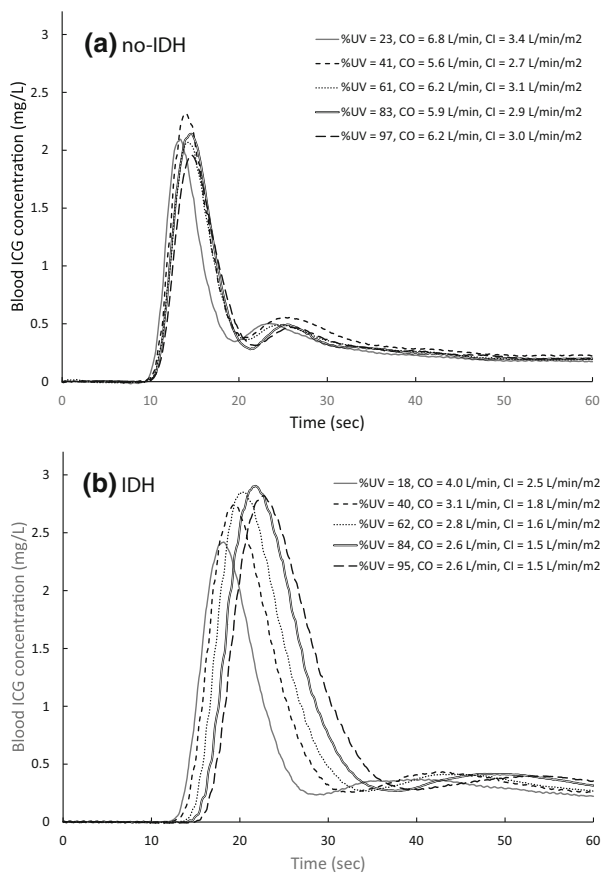 (a) no-IDH
%UV = 23, CO = 6.8 L/min, CI = 3.4 L/min/m2
%UV = 41, CO = 5.6 L/min, CI = 2.7 L/min/m2
%UV = 61, CO = 6.2 L/min, CI = 3.1 L/min/m2
%UV = 83, CO = 5.9 L/min, CI = 2.9 L/min/m2
%UV = 97, CO = 6.2 L/min, CI = 3.0 L/min/m2
Blood ICG concentration (mg/L)
3
2.5
2
1.5
1
0.5
0
0 10 20 30 40 50 60
Time (sec)
(b) IDH
%UV = 18, CO = 4.0 L/min, CI = 2.5 L/min/m2
%UV = 40, CO = 3.1 L/min, CI = 1.8 L/min/m2
%UV = 62, CO = 2.8 L/min, CI = 1.6 L/min/m2
%UV = 84, CO = 2.6 L/min, CI = 1.5 L/min/m2
%UV = 95, CO = 2.6 L/min, CI = 1.5 L/min/m2
Blood ICG concentration (mg/L)
3
2.5
2
1.5
1
0.5
0
0 10 20 30 40 50 60
Time (sec)